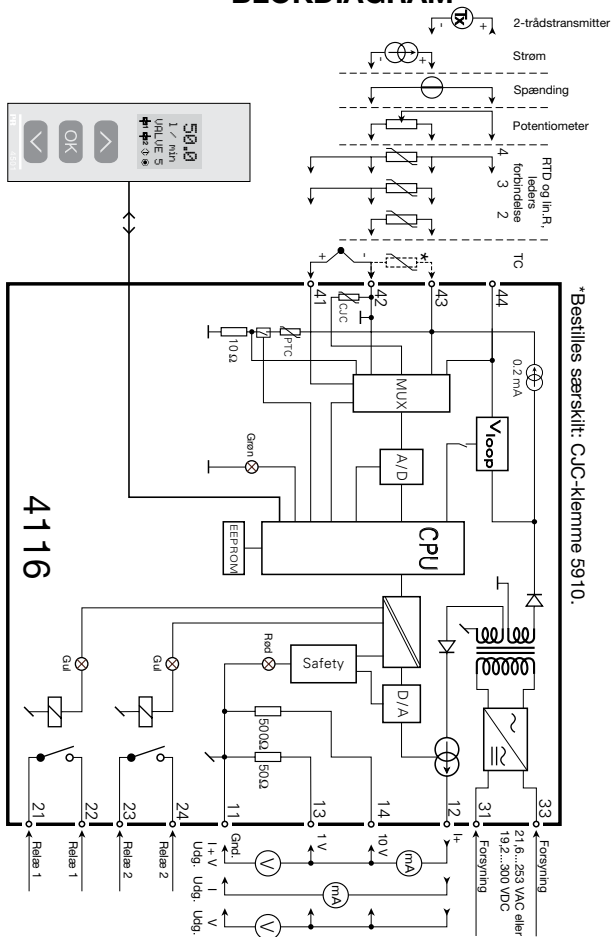 BLOKDIAGRAM
2-trådstransmitter
Tx
+
-
Strøm
+
-
Spænding
Potentiometer
RTD og lin.R,
leders
forbindelse
4
3
2
TC
*
-
+
50.0
l / min
VALVE 5
OK
*Bestilles særskilt: CJC-klemme 5910.
44
43
42
41
0.2 mA
CJC
PTC
10 Ω
MUX
Vloop
A/D
Grøn
CPU
EEPROM
4116
Gul
Gul
Rød
Safety
D/A
500Ω
50Ω
33
31
12
14
13
11
24
23
22
21
Forsyning
21,6...253 VAC eller
19,2...300 VDC
Forsyning
I+
10 V
1 V
Gnd.
mA
V
mA
V
I + V
Udg.
I
Udg.
V
Udg.
Relæ 2
Relæ 2
Relæ 1
Relæ 1